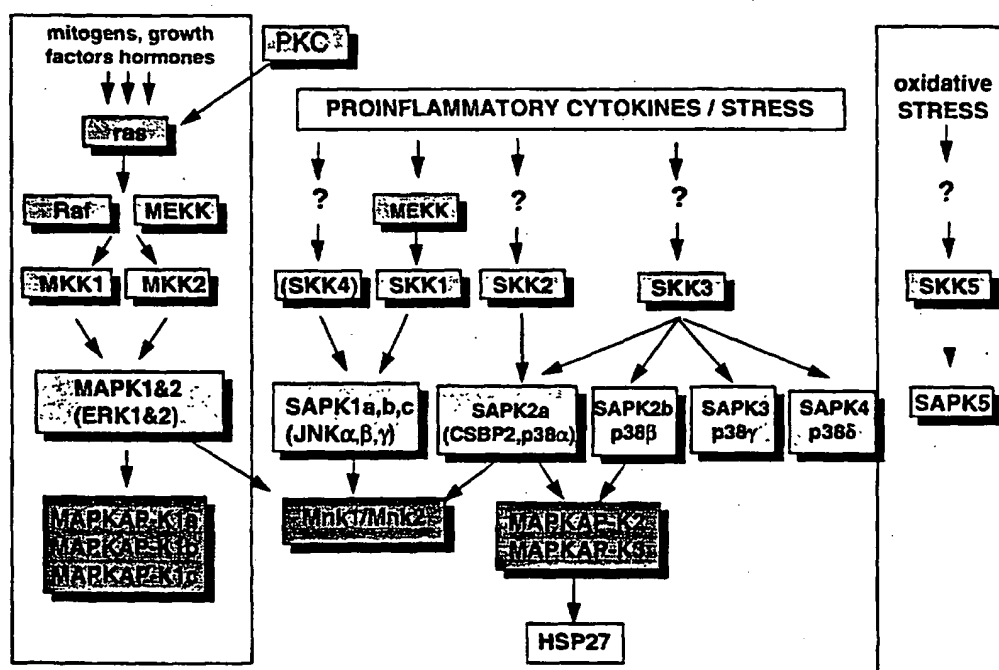 mitogens, growth
factors hormones
PKC
ras
Raf
MEKK
MKK1
MKK2
MAPK1&2
(ERK1&2)
MAPKAP-K1a
MAPKAP-K1b
MAPKAP-K1c
PROINFLAMMATORY CYTOKINES / STRESS
?
?
?
MEKK
(SKK4)
SKK1
SKK2
SKK3
SAPK1a,b,c
(JNKα,β,γ)
SAPK2a
(CSBP2,p38α)
SAPK2b
p38β
SAPK3
p38γ
SAPK4
p38δ
Mnk1/Mnk2
MAPKAP-K2
MAPKAP-K3
HSP27
oxidative
STRESS
?
SKK5
SAPK5